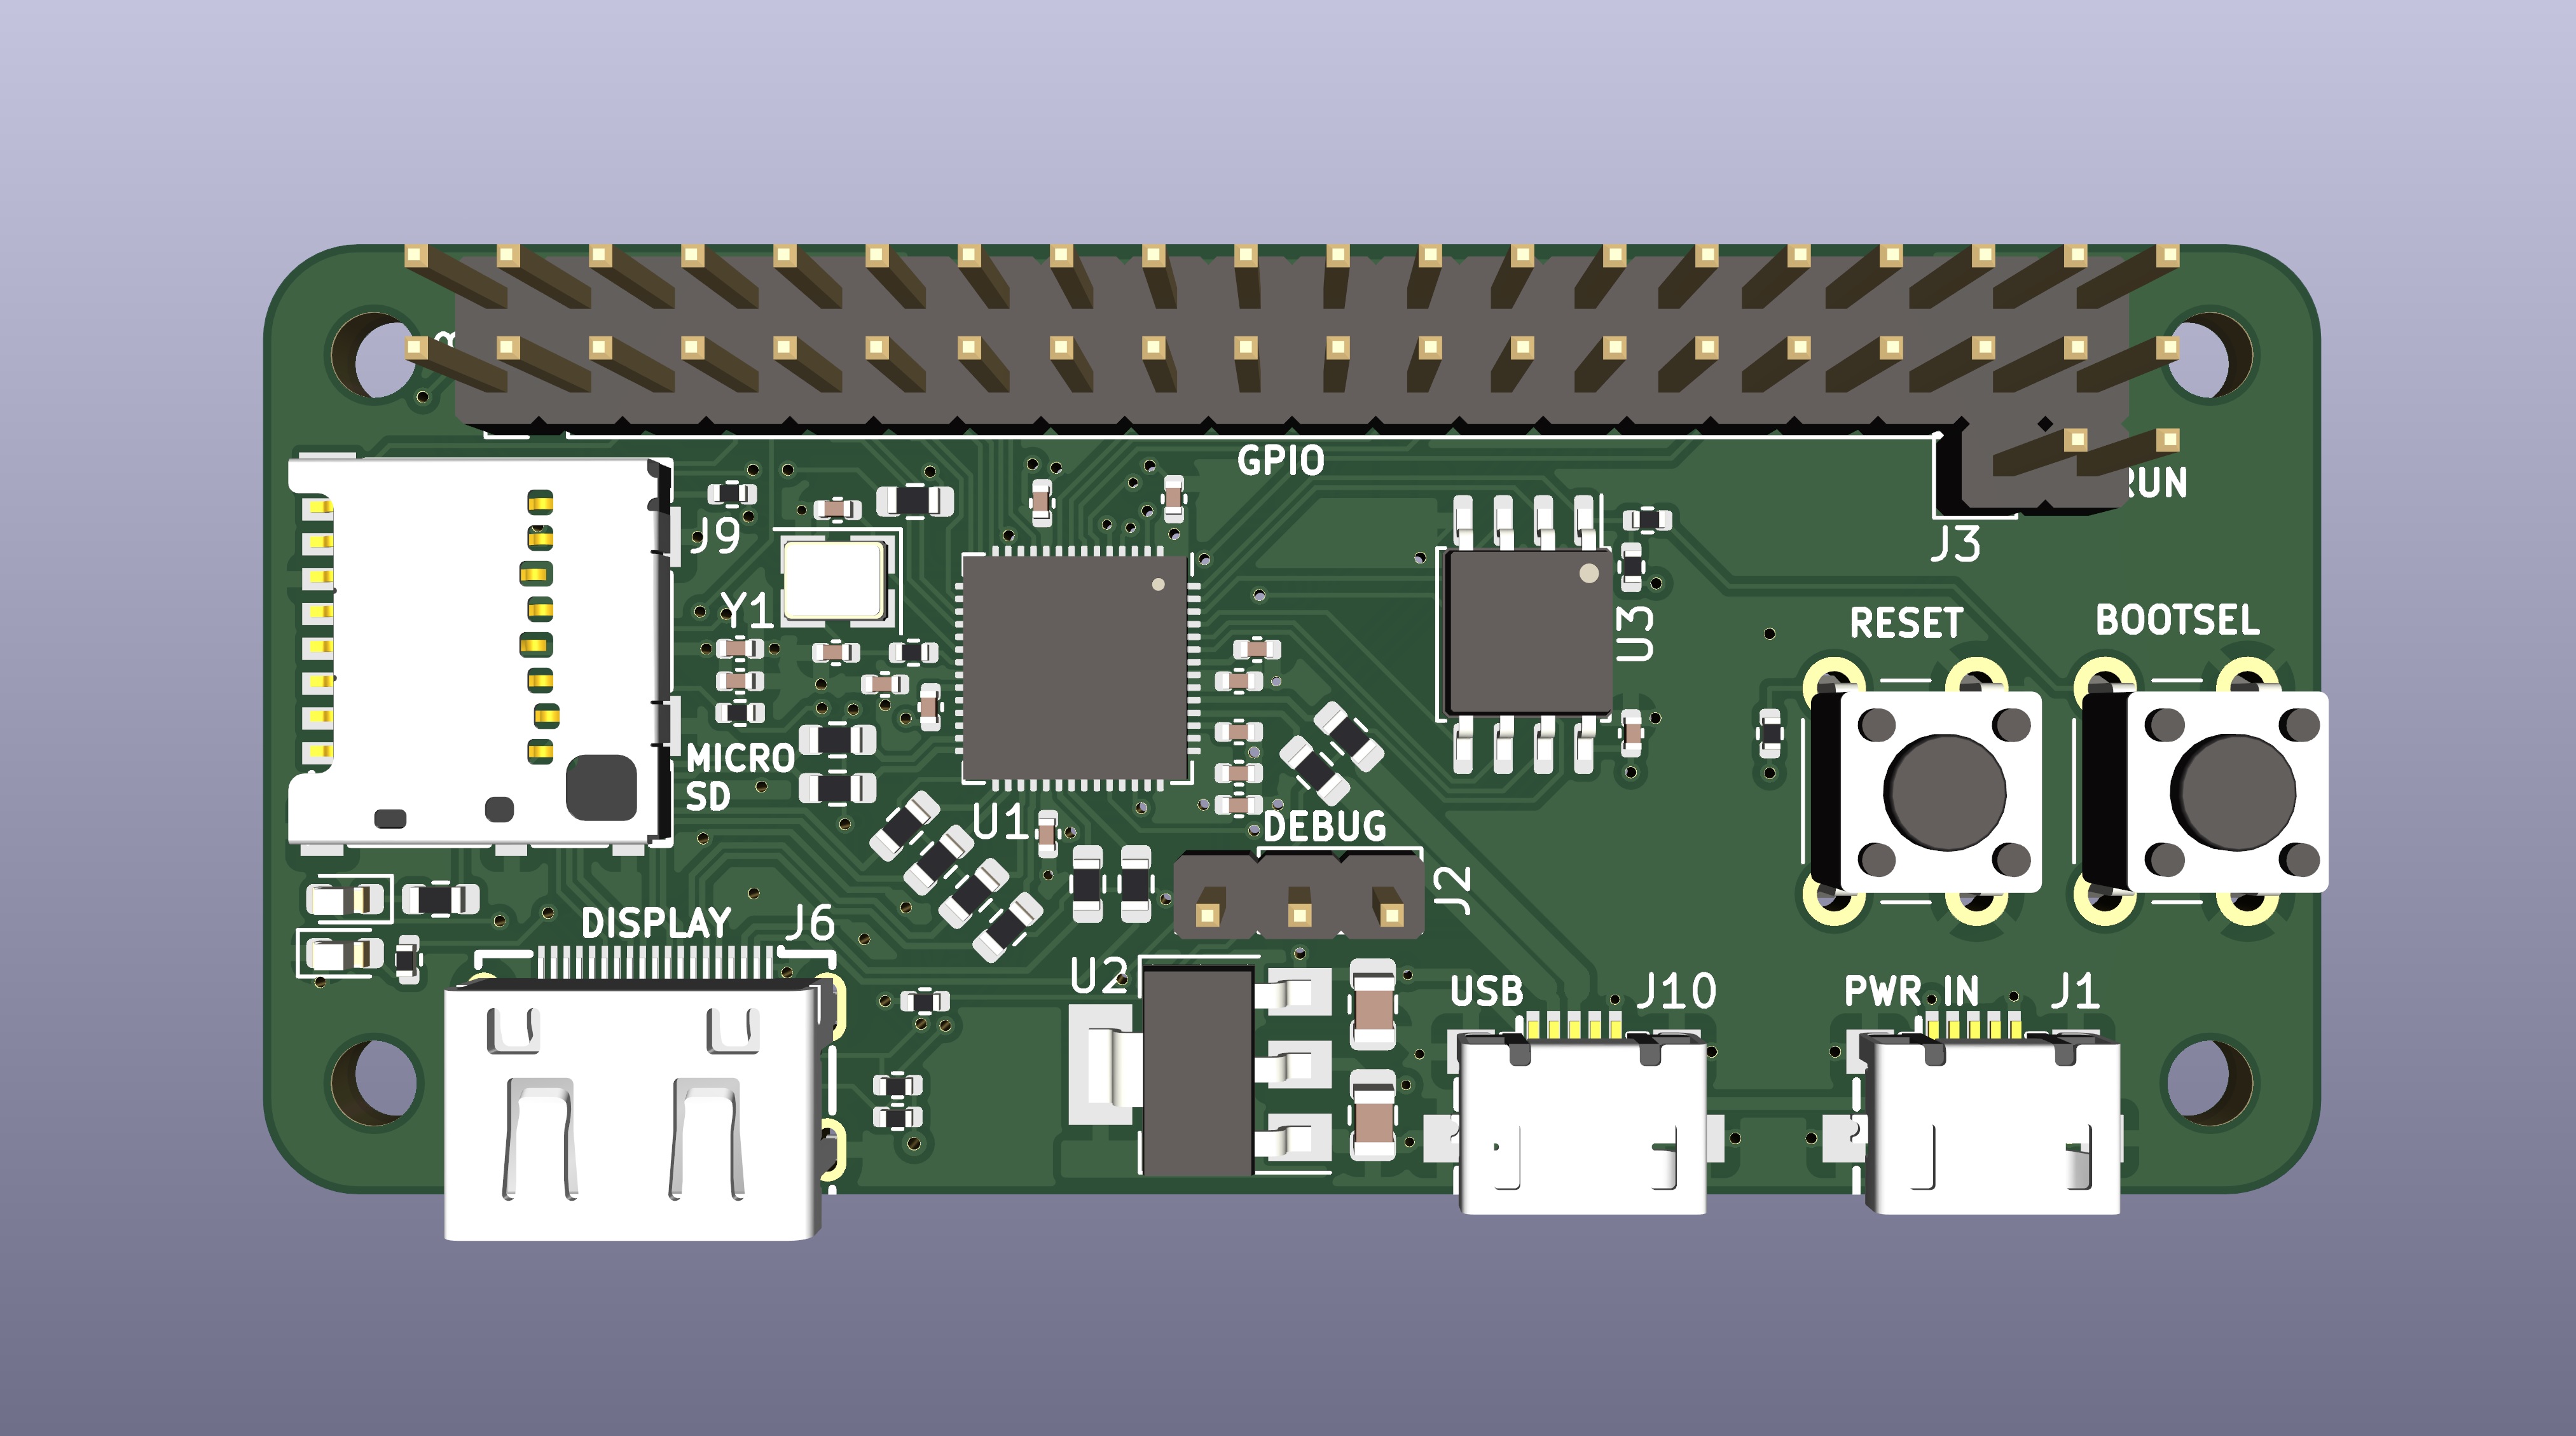 GPIO
RUN
J9
J3
Y1
U3
RESET
BOOTSEL
MICRO
SD
U1
DEBUG
J2
DISPLAY
J6
U2
USB
J10
PWR IN
J1